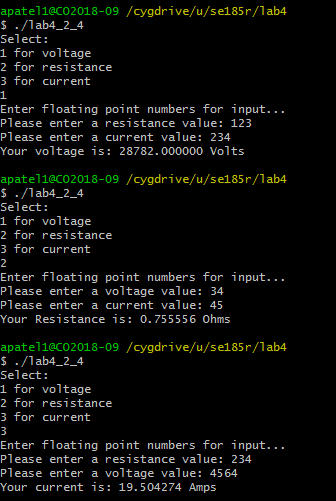 apatel1@CO2018-09 /cygdrive/u/se185r/lab4
$ ./lab4_2_4
Select:
1 for voltage
2 for resistance
3 for current
1
Enter floating point numbers for input...
Please enter a resistance value: 123
Please enter a current value: 234
Your voltage is: 28782.000000 Volts
apatel1@CO2018-09 /cygdrive/u/se185r/lab4
$ ./lab4_2_4
Select:
1 for voltage
2 for resistance
3 for current
2
Enter floating point numbers for input...
Please enter a voltage value: 34
Please enter a current value: 45
Your Resistance is: 0.755556 Ohms
apatel1@CO2018-09 /cygdrive/u/se185r/lab4
$ ./lab4_2_4
Select:
1 for voltage
2 for resistance
3 for current
3
Enter floating point numbers for input...
Please enter a resistance value: 234
Please enter a voltage value: 4564
Your current is: 19.504274 Amps